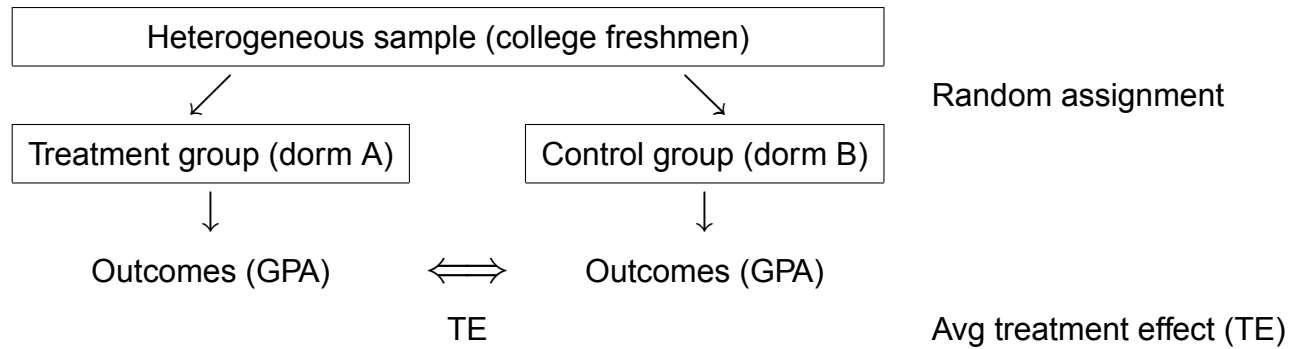 Heterogeneous sample (college freshmen)
Random assignment
Treatment group (dorm A)
Control group (dorm B)
Outcomes (GPA)
Outcomes (GPA)
TE
Avg treatment effect (TE)